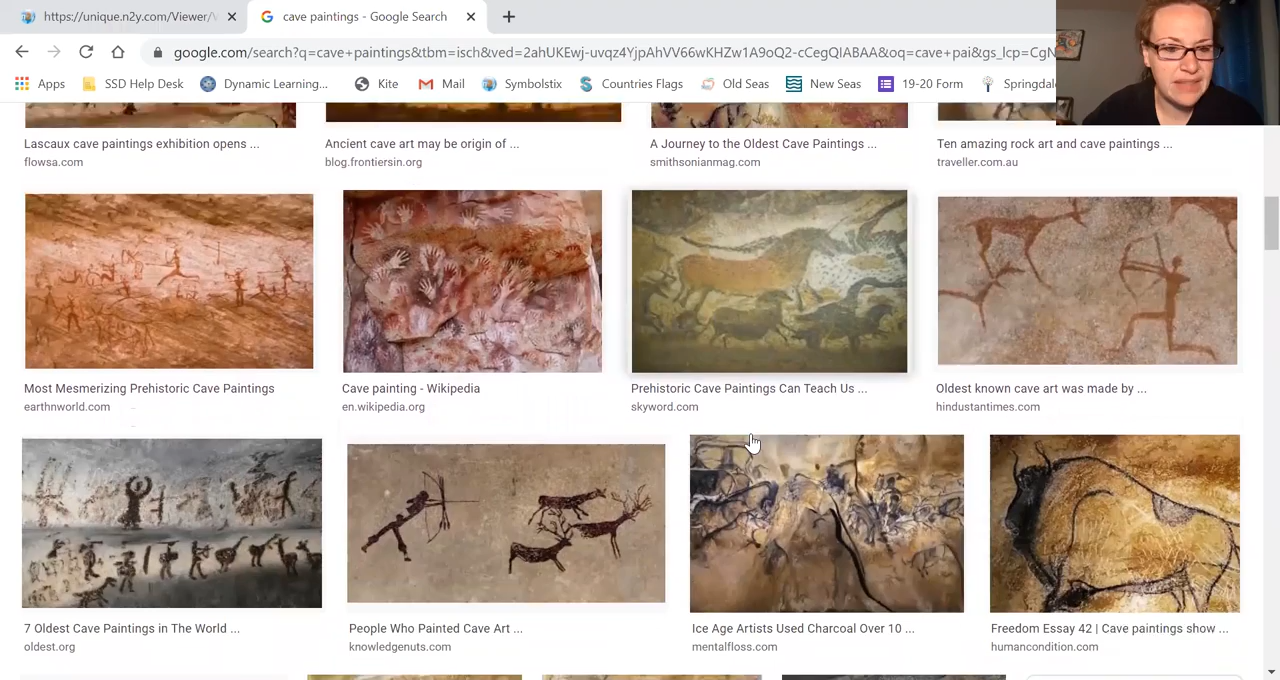 https://unique.n2y.com/Viewer/
cave paintings - Google Search
google.com/search?q=cave+paintings&tbm=isch&ved=2ahUKEwj-uvqz4YjpAhVV66wKHZw1A9oQ2-cCegQIABAA&oq=cave+pai&gs_lcp=CgN
Apps SSD Help Desk Dynamic Learning... Kite Mail Symbolstix Countries Flags Old Seas New Seas 19-20 Form Springdal
Lascaux cave paintings exhibition opens ... Ancient cave art may be origin of ... A Journey to the Oldest Cave Paintings ... Ten amazing rock art and cave paintings ...
flowsa.com blog.frontiersin.org smithsonianmag.com traveller.com.au
Most Mesmerizing Prehistoric Cave Paintings Cave painting - Wikipedia Prehistoric Cave Paintings Can Teach Us ... Oldest known cave art was made by ...
earthnworld.com en.wikipedia.org skyword.com hindustantimes.com
7 Oldest Cave Paintings in The World ... People Who Painted Cave Art ... Ice Age Artists Used Charcoal Over 10 ... Freedom Essay 42 | Cave paintings show ...
oldest.org knowledgenuts.com mentalfloss.com humancondition.com